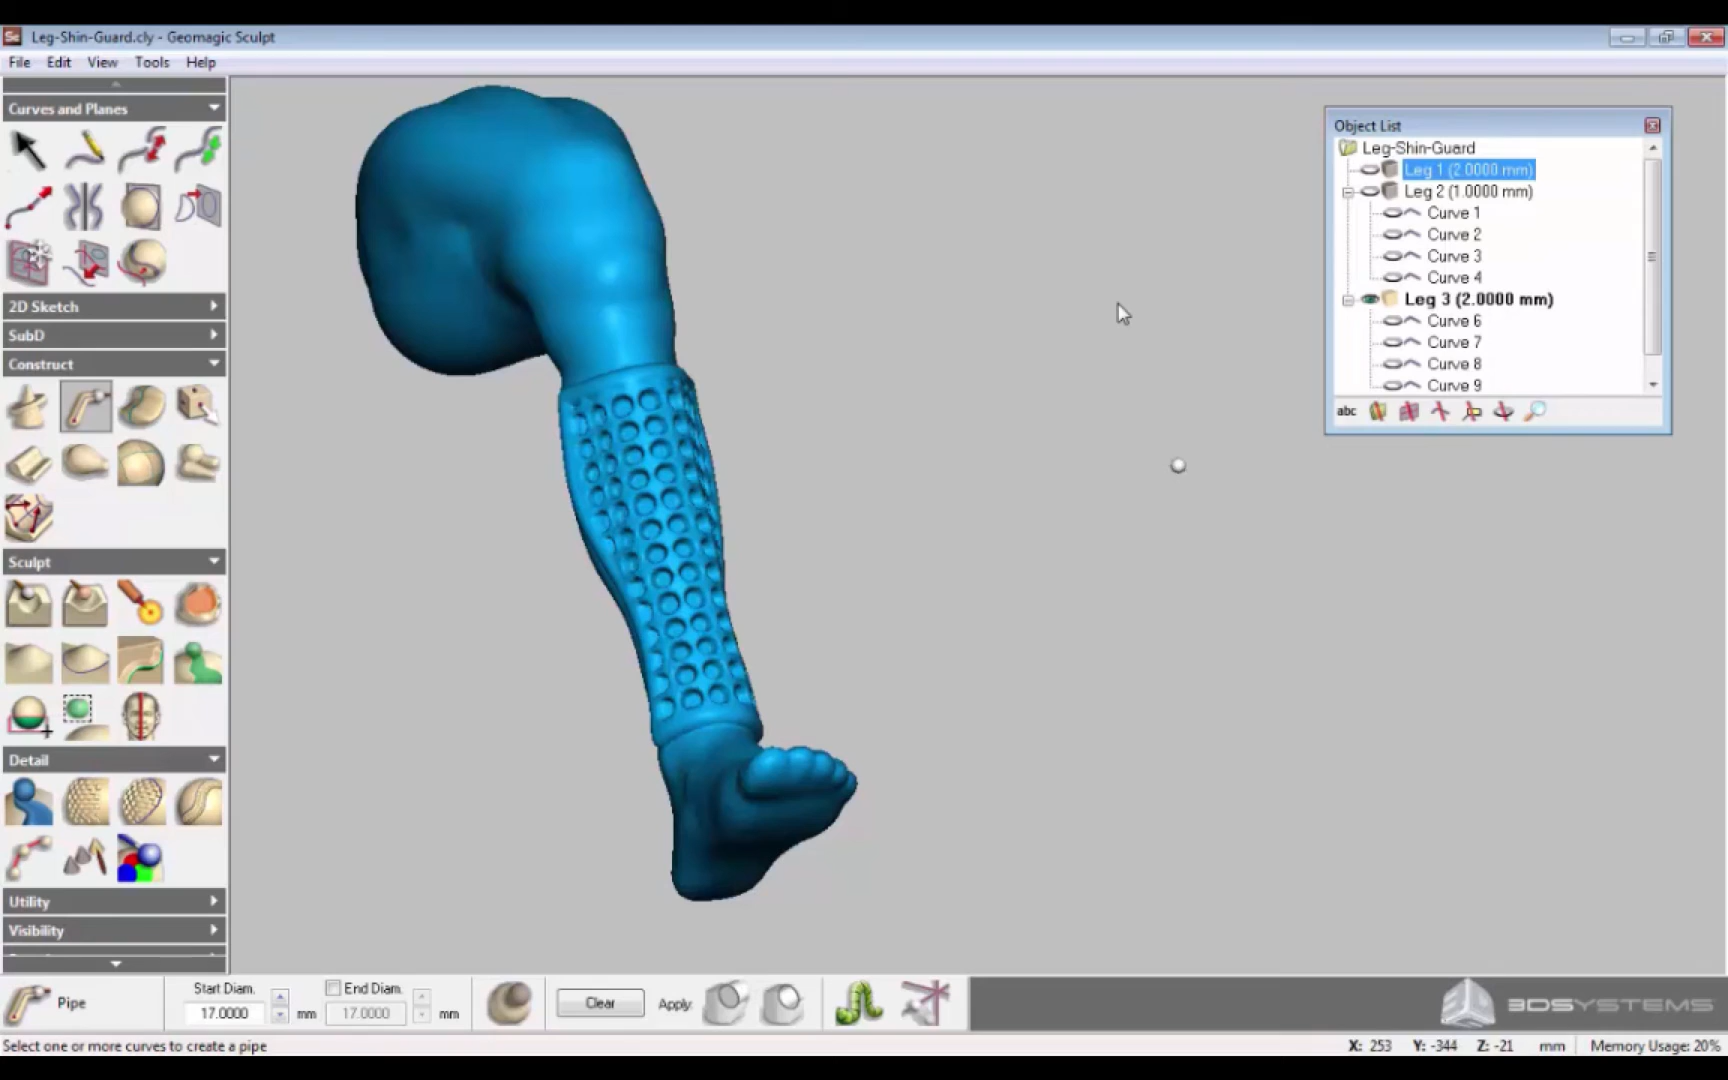 Leg-Shin-Guard.cly - Geomagic Sculpt
File Edit View Tools Help
Curves and Planes
2D Sketch
SubD
Construct
Sculpt
Detail
Utility
Visibility
Object List
Leg-Shin-Guard
Leg 1 (2.0000 mm)
Leg 2 (1.0000 mm)
Curve 1
Curve 2
Curve 3
Curve 4
Leg 3 (2.0000 mm)
Curve 6
Curve 7
Curve 8
Curve 9
abc
Pipe
Start Diam. End Diam.
17.0000 mm 17.0000 mm
Clear Apply:
3DSYSTEMS
Select one or more curves to create a pipe
X: 253 Y: -344 Z: -21 mm Memory Usage: 20%